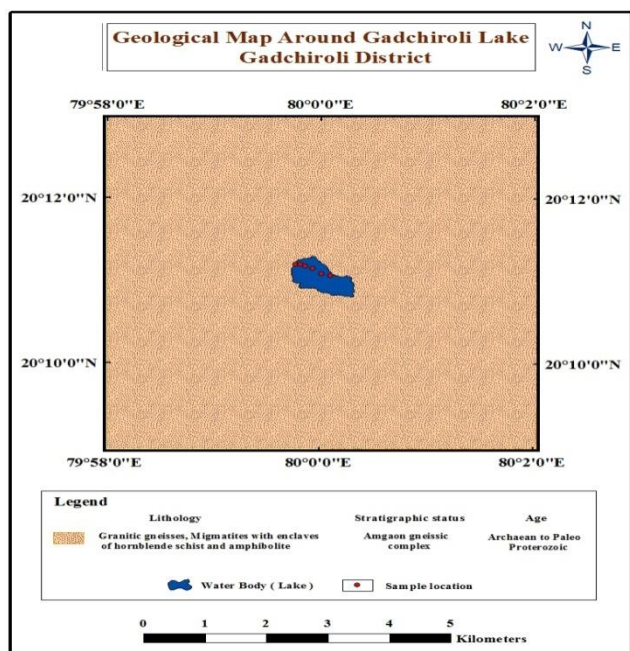 Geological Map Around Gadchiroli Lake
Gadchiroli District
N
W E
S
79°58'0"E 80°0'0"E 80°2'0"E
20°12'0"N 20°12'0"N
20°10'0"N 20°10'0"N
79°58'0"E 80°0'0"E 80°2'0"E
Legend
Lithology Stratigraphic status Age
Granitic gneisses, Migmatites with enclaves of hornblende schist and amphibolite
Amgaon gneissic complex
Archaean to Paleo Proterozoic
Water Body ( Lake ) Sample location
0 1 2 3 4 5
Kilometers